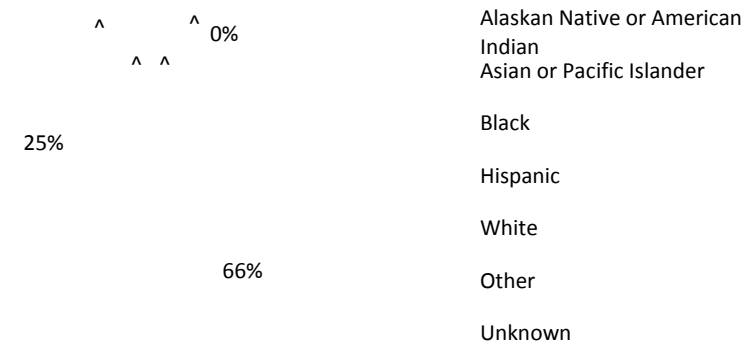 ^ ^ 0%
^ ^
25%
66%
Alaskan Native or American
Indian
Asian or Pacific Islander
Black
Hispanic
White
Other
Unknown